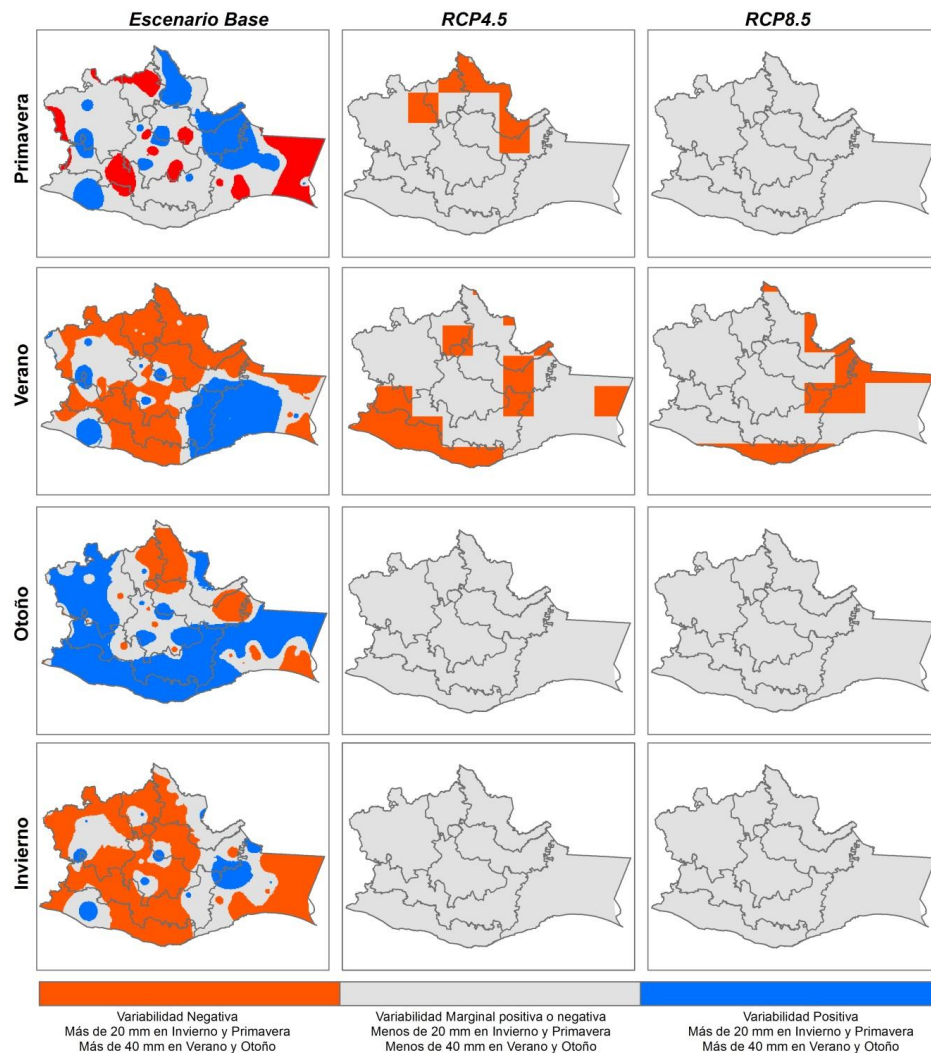 Escenario Base
RCP4.5
RCP8.5
Primavera
Verano
Otoño
Invierno
Variabilidad Negativa
Más de 20 mm en Invierno y Primavera
Más de 40 mm en Verano y Otoño
Variabilidad Marginal positiva o negativa
Menos de 20 mm en Invierno y Primavera
Menos de 40 mm en Verano y Otoño
Variabilidad Positiva
Más de 20 mm en Invierno y Primavera
Más de 40 mm en Verano y Otoño